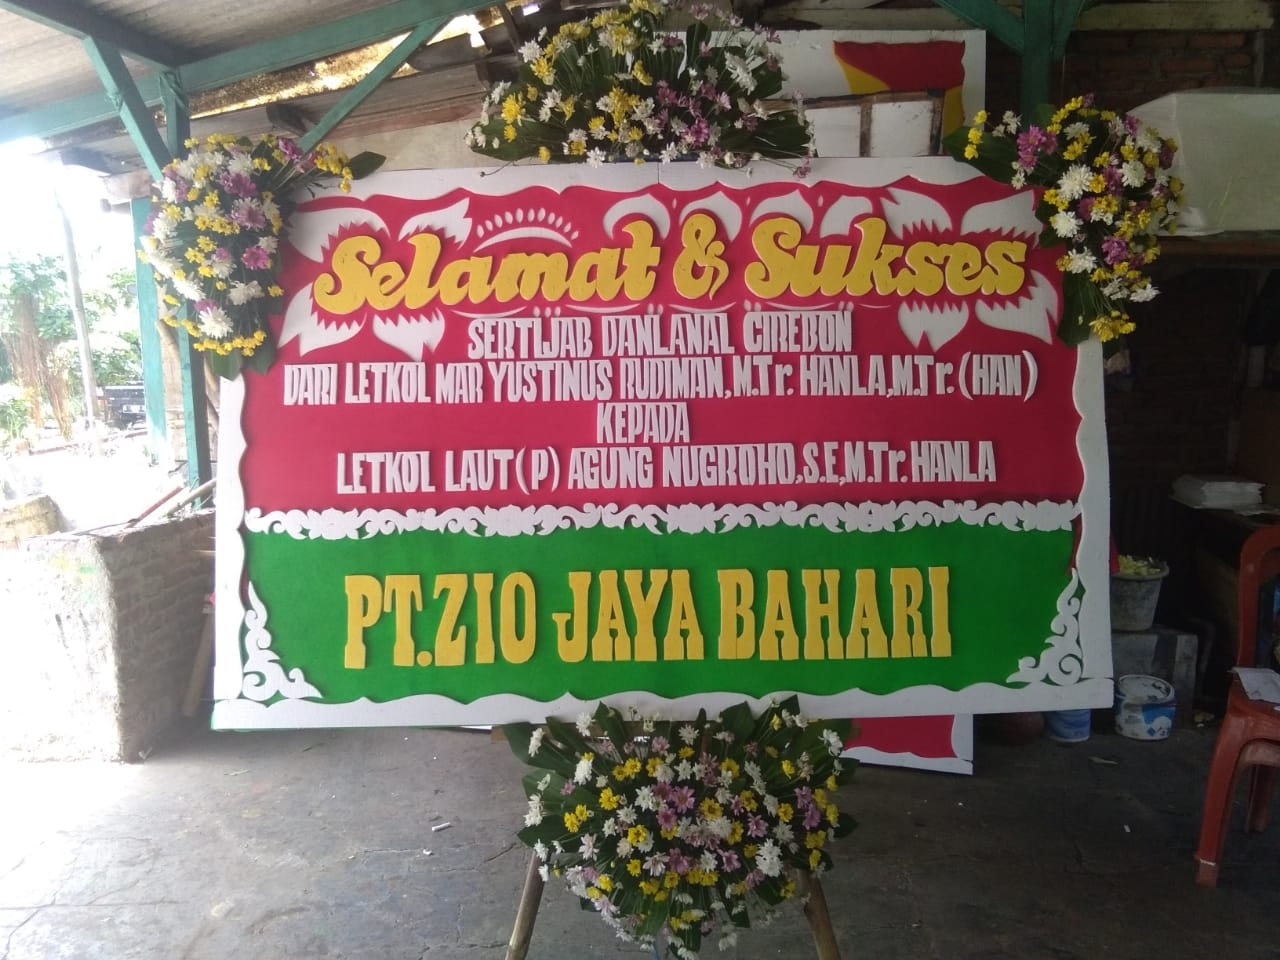 Selamat & Sukses
SERTIJAB DANLANAL CIREBON
DARI LETKOL MAR YUSTINUS RUDIMAN,M.Tr.HANLA,M.Tr.(HAN)
KEPADA
LETKOL LAUT(P) AGUNG NUGROHO,S.E,M.Tr.HANLA
PT.ZIO JAYA BAHARI